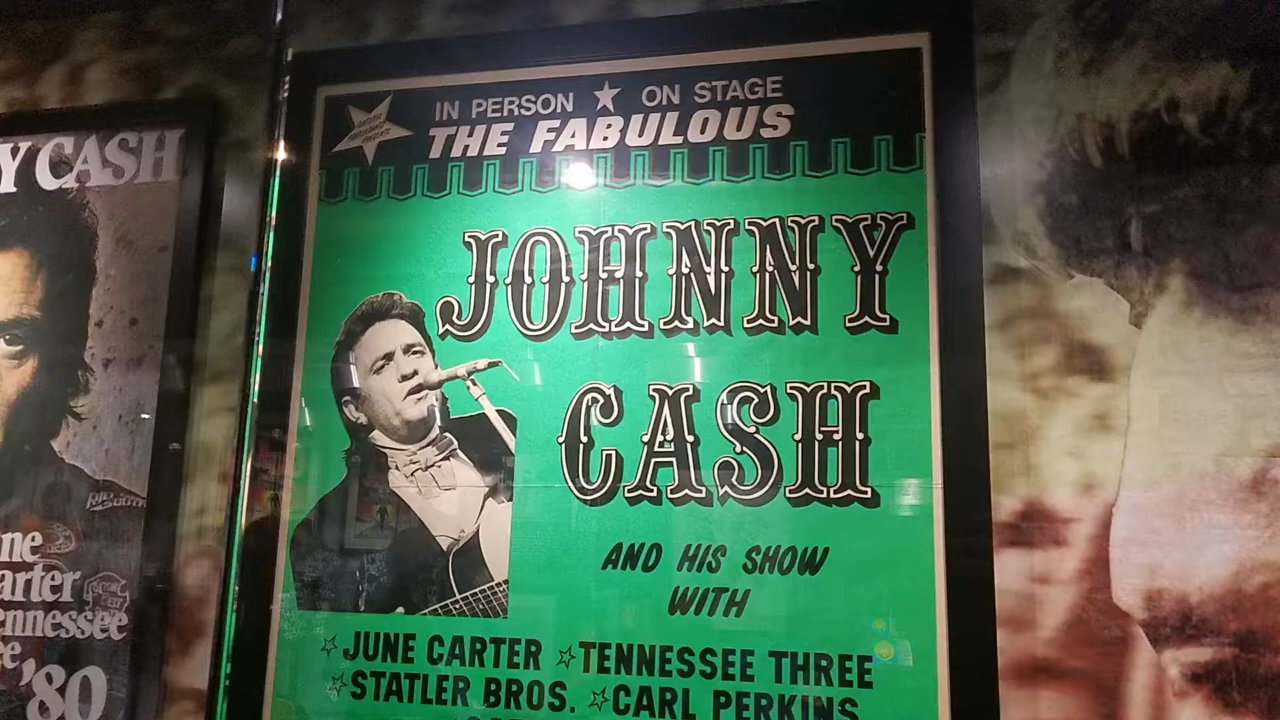 Y CASH
ne
arter
ennessee
ee
'80
IN PERSON ON STAGE
THE FABULOUS
JOHNNY
CASH
AND HIS SHOW
WITH
JUNE CARTER TENNESSEE THREE
STATLER BROS. CARL PERKINS